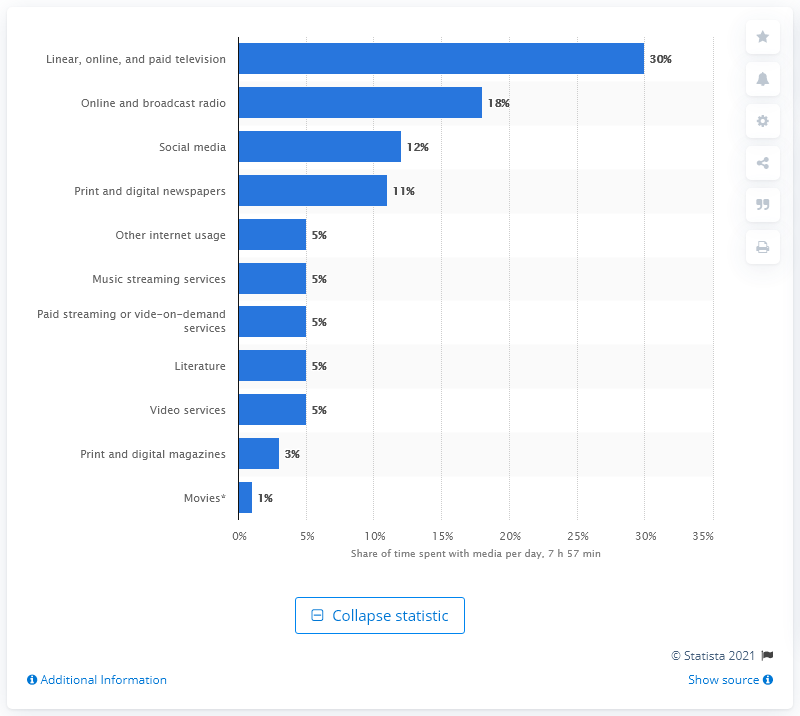 Linear, online, and paid television 30%
Online and broadcast radio 18%
Social media 12%
Print and digital newspapers 11%
Other internet usage 5%
Music streaming services 5%
Paid streaming or vide-on-demand
services 5%
Literature 5%
Video services 5%
Print and digital magazines 3%
Movies* 1%
0% 5% 10% 15% 20% 25% 30% 35%
Share of time spent with media per day, 7 h 57 min
Collapse statistic
© Statista 2021
Additional Information
Show source